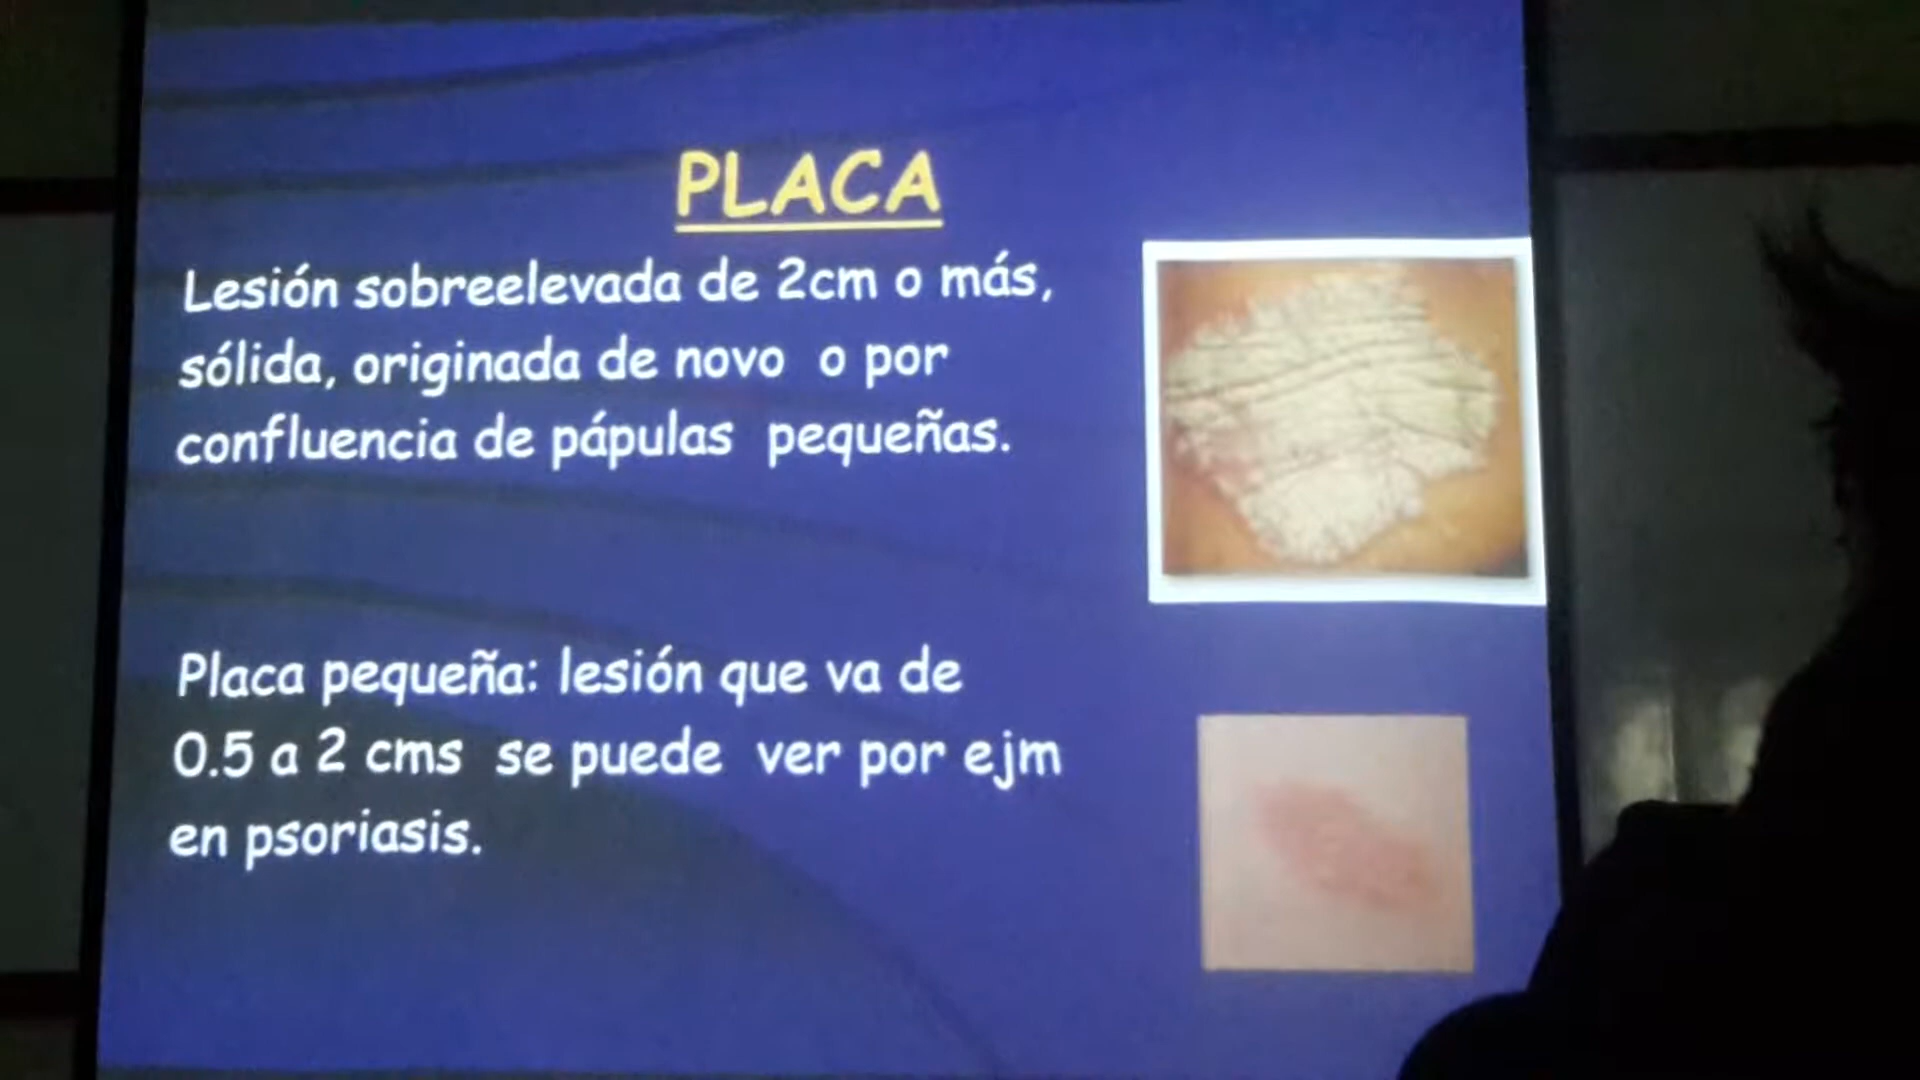 PLACA
Lesión sobreelevada de 2cm o más,
sólida, originada de novo o por
confluencia de pápulas pequeñas.
Placa pequeña: lesión que va de
0.5 a 2 cms se puede ver por ejm
en psoriasis.